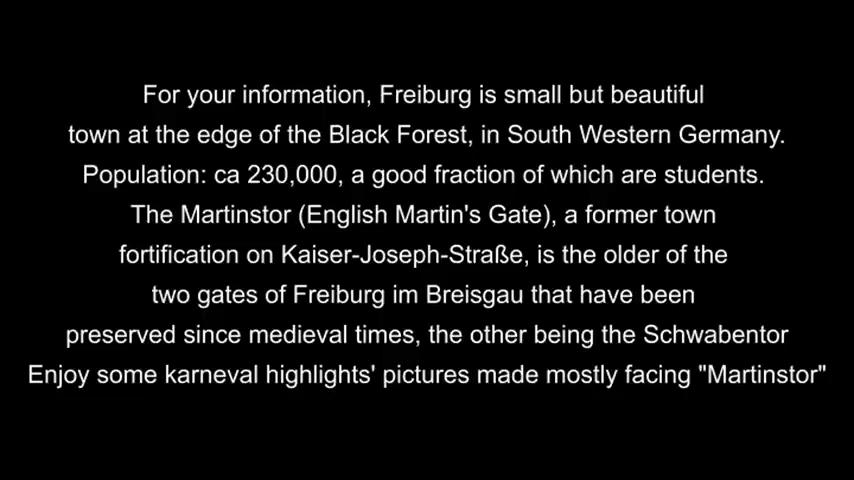 For your information, Freiburg is small but beautiful
town at the edge of the Black Forest, in South Western Germany.
Population: ca 230,000, a good fraction of which are students.
The Martinstor (English Martin's Gate), a former town
fortification on Kaiser-Joseph-Straße, is the older of the
two gates of Freiburg im Breisgau that have been
preserved since medieval times, the other being the Schwabentor
Enjoy some karneval highlights' pictures made mostly facing "Martinstor"